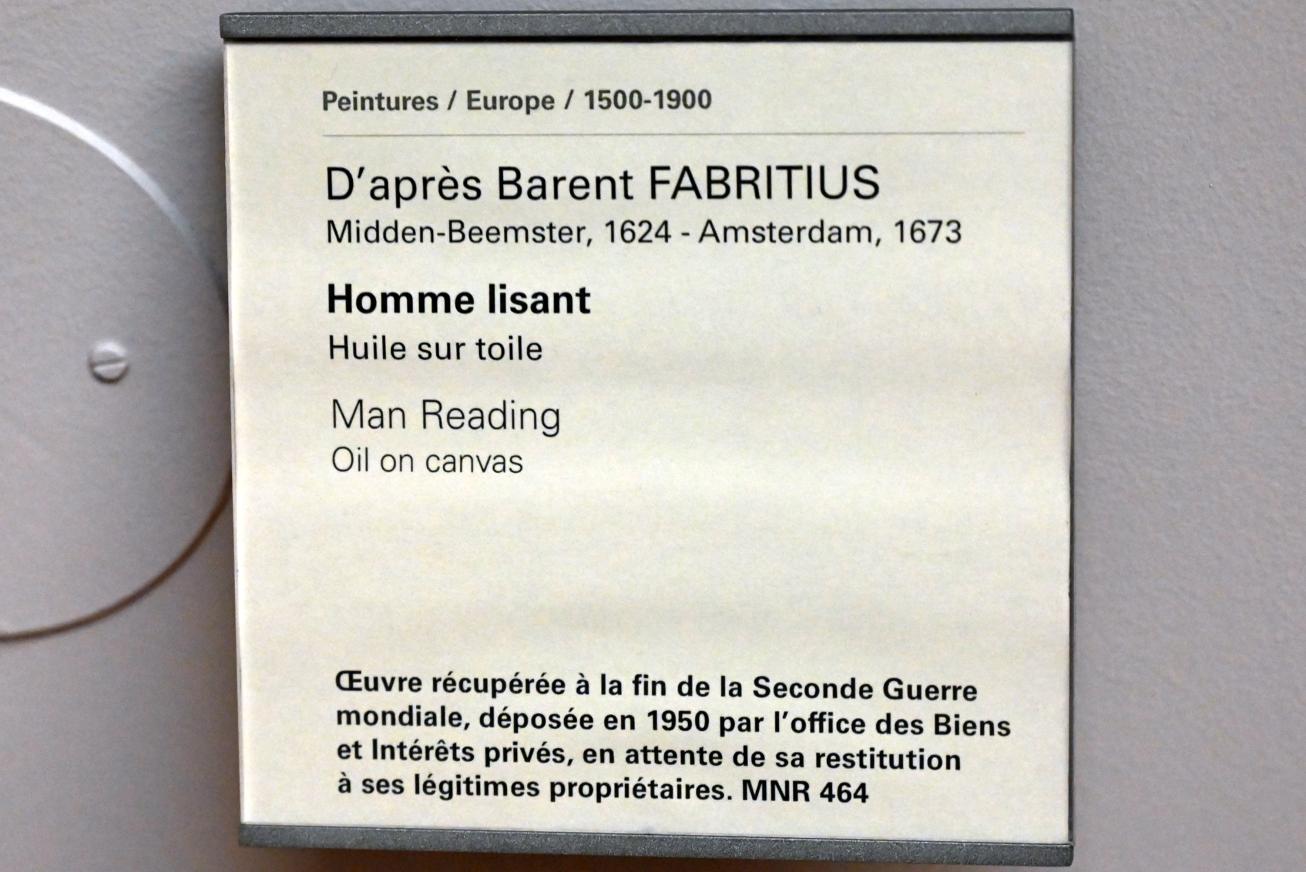 Peintures / Europe / 1500-1900
D'après Barent FABRITIUS
Midden-Beemster, 1624 - Amsterdam, 1673
Homme lisant
Huile sur toile
Man Reading
Oil on canvas
Œuvre récupérée à la fin de la Seconde Guerre
mondiale, déposée en 1950 par l'office des Biens
et Intérêts privés, en attente de sa restitution
à ses légitimes propriétaires. MNR 464